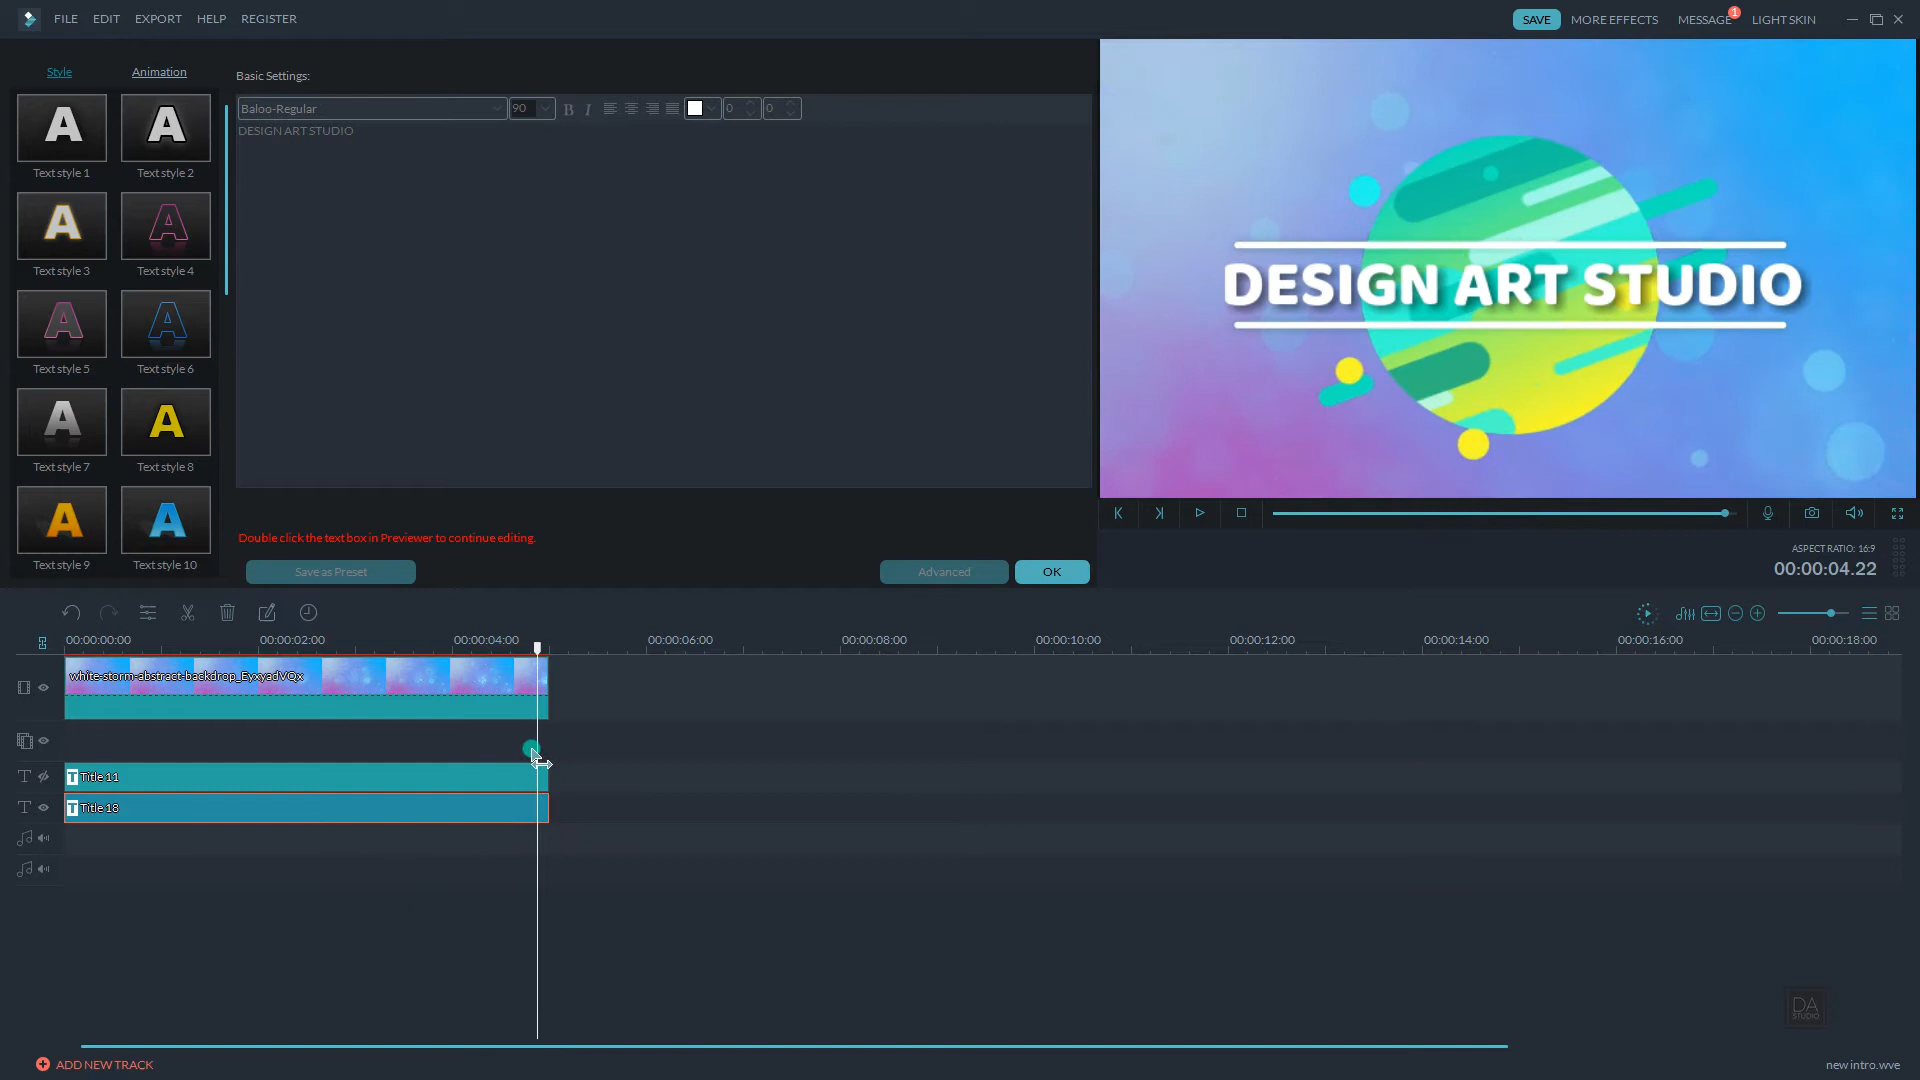 FILE EDIT EXPORT HELP REGISTER
SAVE MORE EFFECTS MESSAGE 1 LIGHT SKIN
Style Animation
Basic Settings:
Baloo-Regular 90 B I 0 0
DESIGN ART STUDIO
A A
Text style 1 Text style 2
A A
Text style 3 Text style 4
A A
Text style 5 Text style 6
A A
Text style 7 Text style 8
A A
Text style 9 Text style 10
Double click the text box in Previewer to continue editing.
Save as Preset Advanced OK
DESIGN ART STUDIO
ASPECT RATIO: 16:9
00:00:04.22
00:00:00:00 00:00:02:00 00:00:04:00 00:00:06:00 00:00:08:00 00:00:10:00 00:00:12:00 00:00:14:00 00:00:16:00 00:00:18:00
white-storm-abstract-backdrop_EyxyadVQx
T T Title 11
T T Title 18
DA
STUDIO
ADD NEW TRACK
new intro.wve